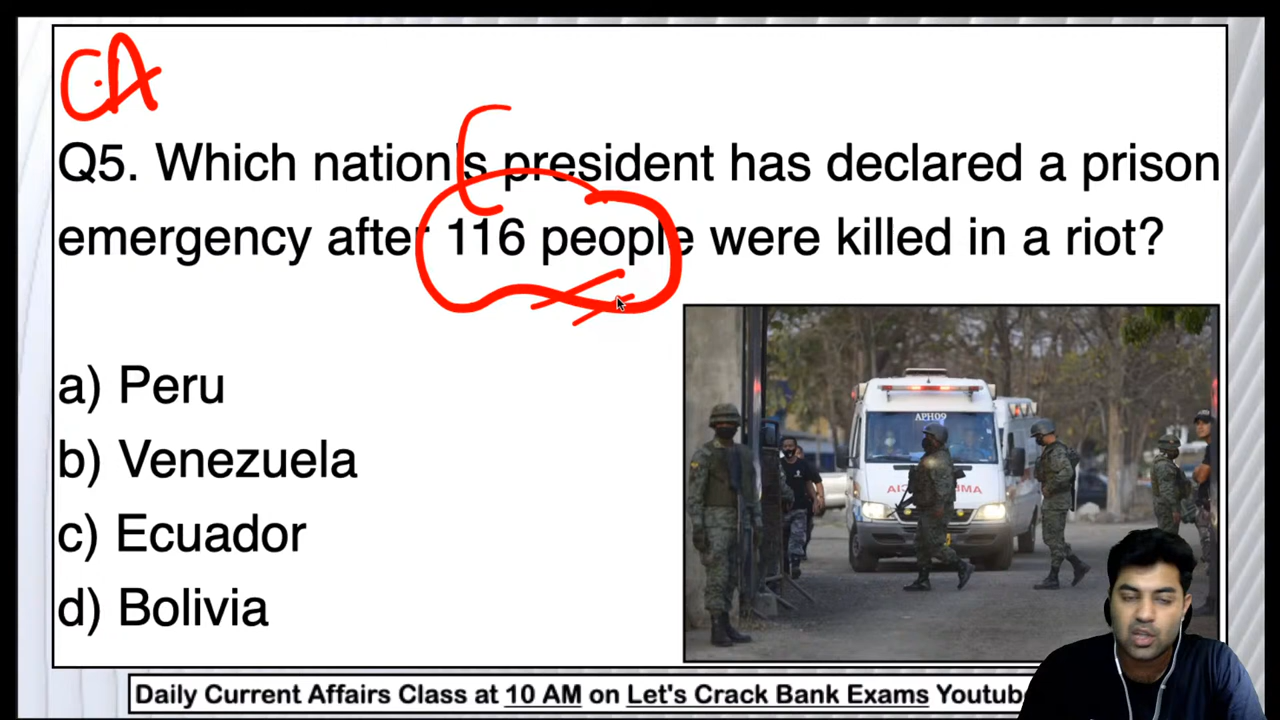 CA
Q5. Which nation's president has declared a prison
emergency after 116 people were killed in a riot?
a) Peru
b) Venezuela
c) Ecuador
d) Bolivia
APH09
AMBULANCIA
Daily Current Affairs Class at 10 AM on Let's Crack Bank Exams